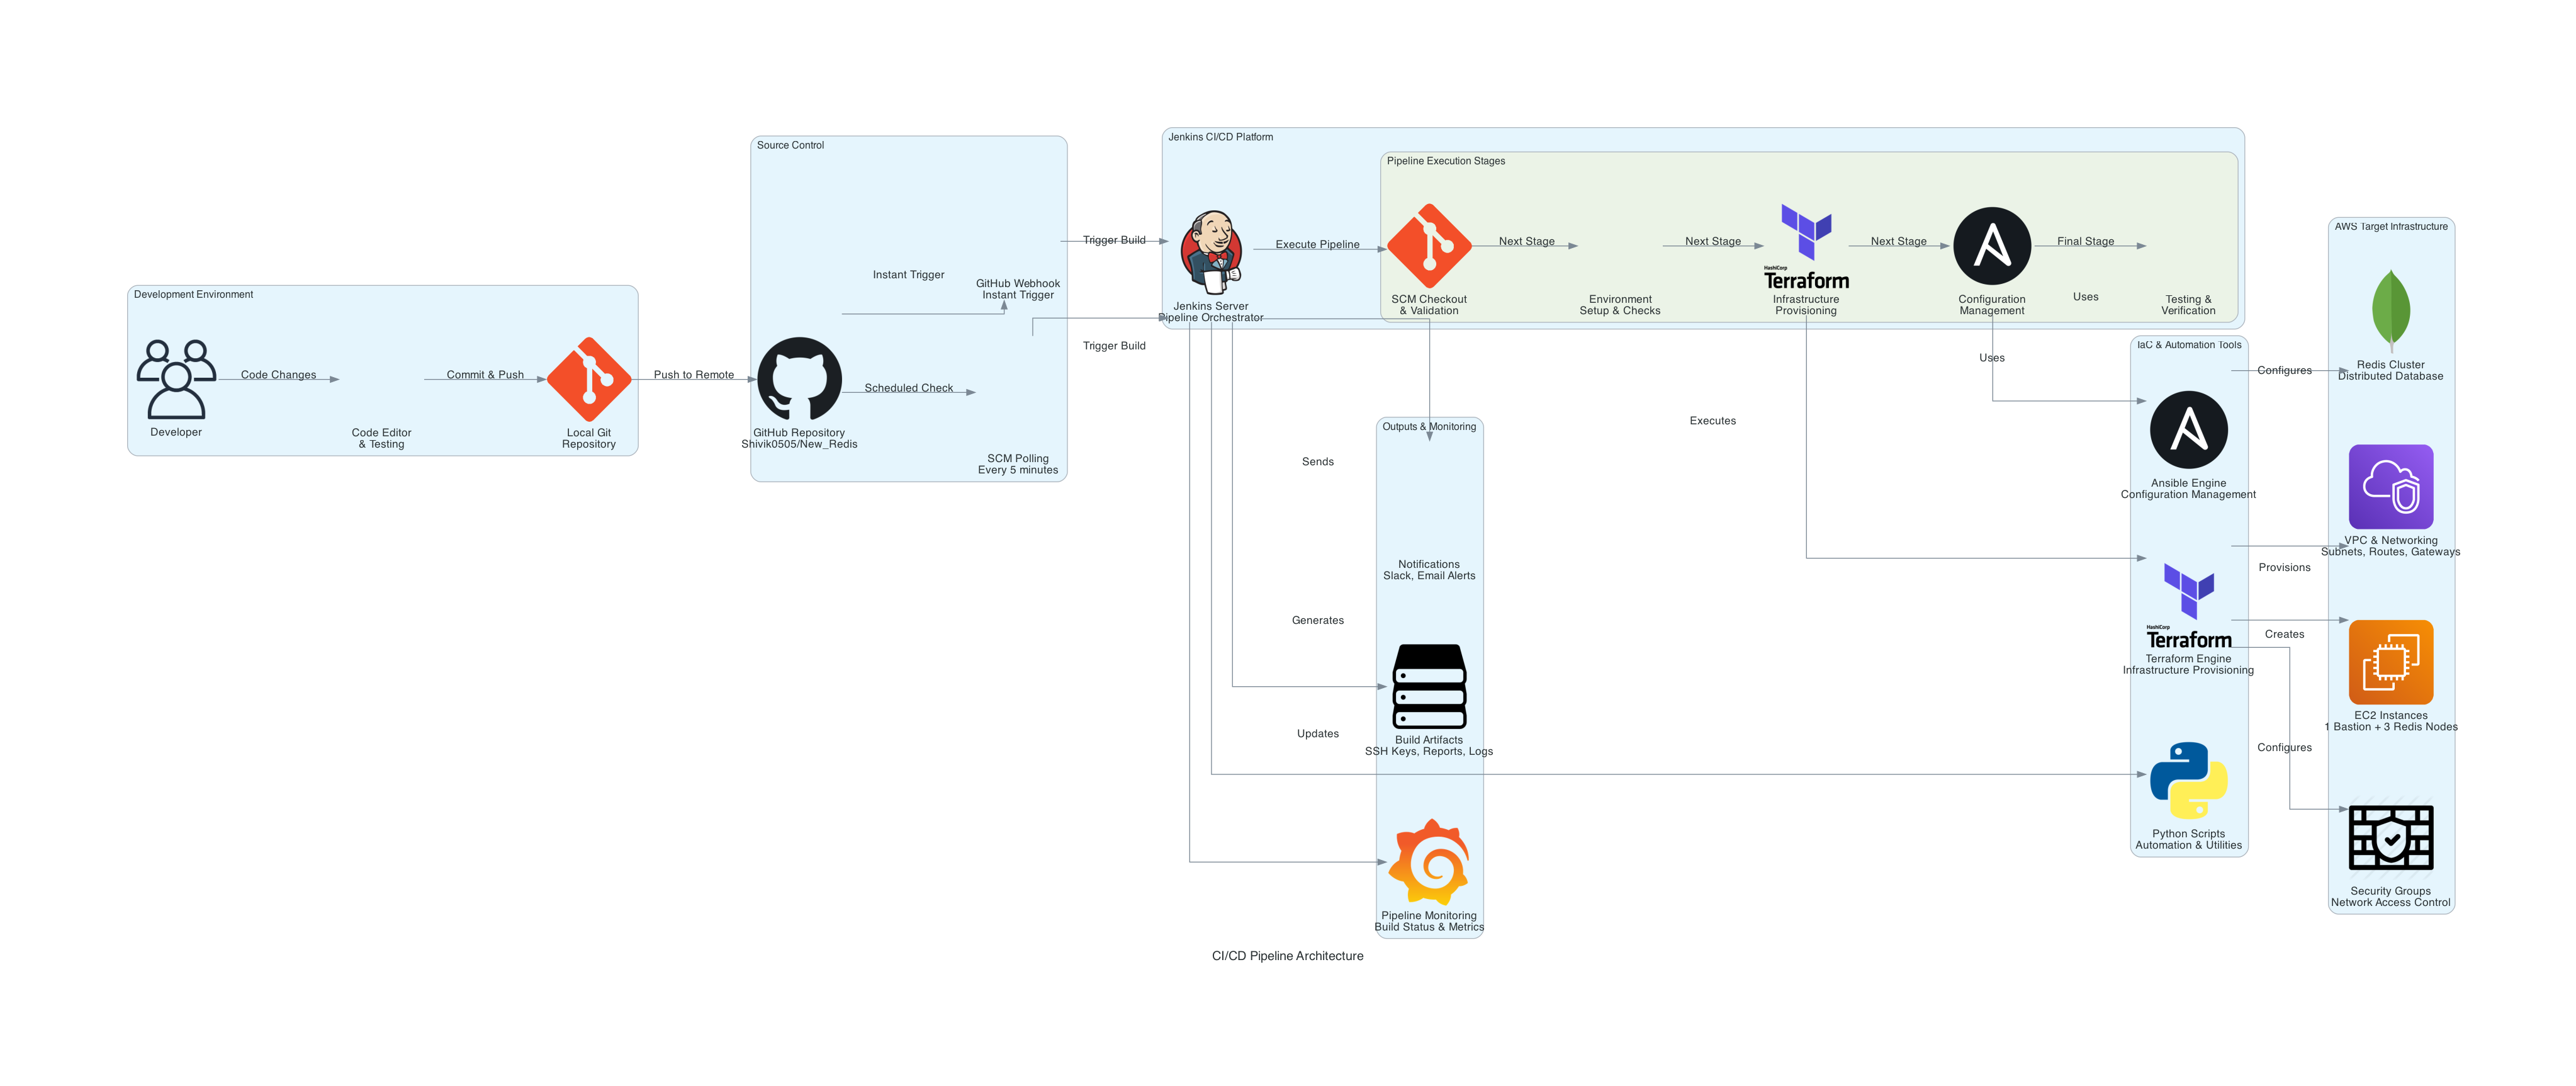 Development Environment
Developer
Code Changes
Code Editor
& Testing
Commit & Push
Local Git
Repository
Push to Remote
Source Control
GitHub Repository
Shivik0505/New_Redis
Instant Trigger
GitHub Webhook
Instant Trigger
Scheduled Check
SCM Polling
Every 5 minutes
Trigger Build
Trigger Build
Jenkins CI/CD Platform
Jenkins Server
Pipeline Orchestrator
Execute Pipeline
Pipeline Execution Stages
SCM Checkout
& Validation
Next Stage
Environment
Setup & Checks
Next Stage
HashiCorp
Terraform
Infrastructure
Provisioning
Next Stage
Configuration
Management
Final Stage
Uses
Testing &
Verification
Uses
Executes
Sends
Generates
Updates
Outputs & Monitoring
Notifications
Slack, Email Alerts
Build Artifacts
SSH Keys, Reports, Logs
Pipeline Monitoring
Build Status & Metrics
IaC & Automation Tools
Ansible Engine
Configuration Management
HashiCorp
Terraform
Terraform Engine
Infrastructure Provisioning
Python Scripts
Automation & Utilities
Configures
Provisions
Creates
Configures
AWS Target Infrastructure
Redis Cluster
Distributed Database
VPC & Networking
Subnets, Routes, Gateways
EC2 Instances
1 Bastion + 3 Redis Nodes
Security Groups
Network Access Control
CI/CD Pipeline Architecture